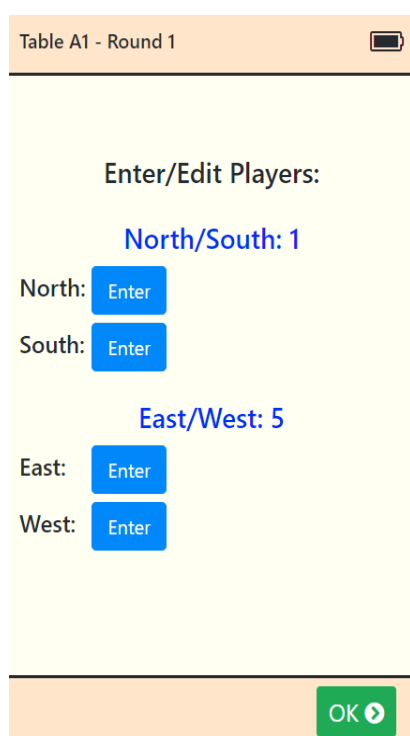 Table A1 - Round 1
Enter/Edit Players:
North/South: 1
North: Enter
South: Enter
East/West: 5
East: Enter
West: Enter
OK